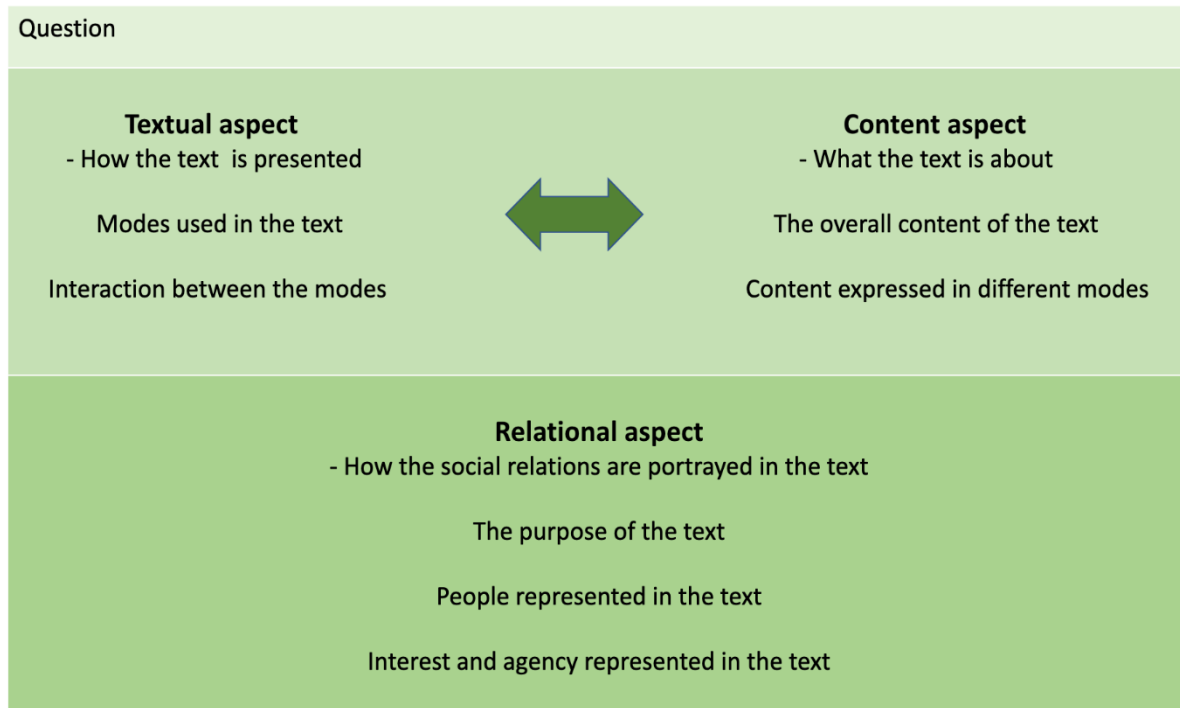 Question
Textual aspect
- How the text  is presented
Modes used in the text
Interaction between the modes
Content aspect
- What the text is about
The overall content of the text
Content expressed in different modes
Relational aspect
- How the social relations are portrayed in the text
The purpose of the text
People represented in the text
Interest and agency represented in the text